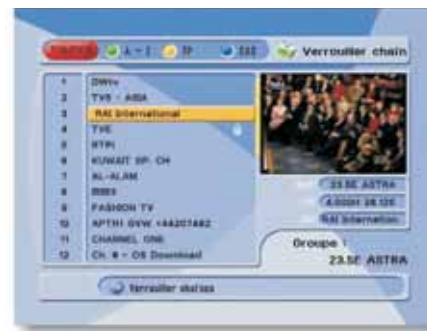 A - Z
Verrouiller chaîn
1 DWtv
2 TV5 - ASIA
3 RAI International
4 TVE
5 RTPi
6 KUWAIT SP. CH
7 AL-ALAM
8
9 FASHION TV
10 APTN1 GVW +44207482
11 CHANNEL ONE
12 Ch. 8 - OS Download
23.5E ASTRA
RAI Internation
Groupe :
23.5E ASTRA
Verrouiller